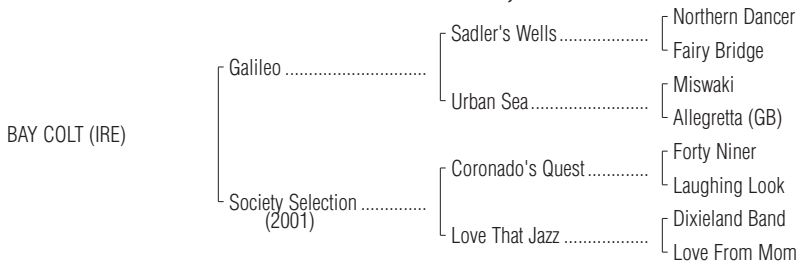 Northern Dancer
Sadler's Wells....................
Fairy Bridge
Galileo ...............................
Miswaki
Urban Sea..........................
Allegretta (GB)
BAY COLT (IRE)
Forty Niner
Coronado's Quest.............
Laughing Look
Society Selection ..............
(2001)
Dixieland Band
Love That Jazz ...................
Love From Mom